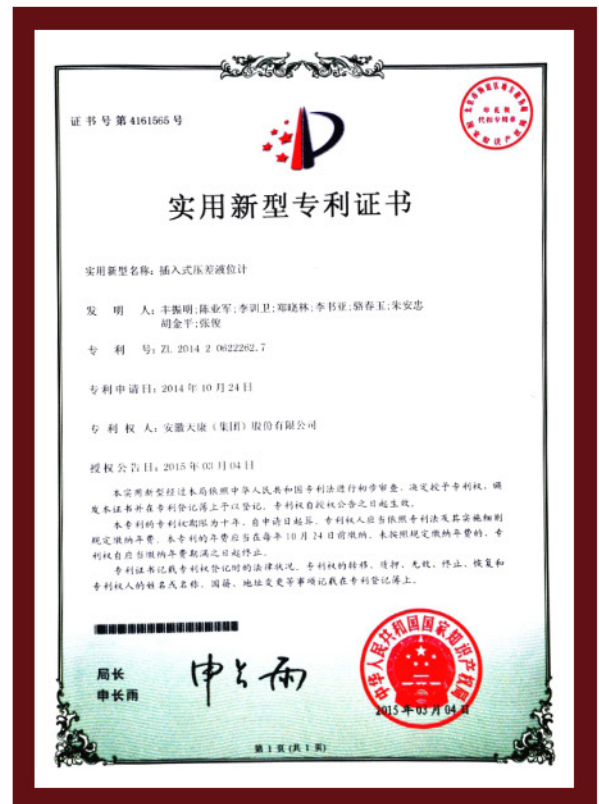 证书号第4161565号
实用新型专利证书
实用新型名称：插入式压差液位计
发 明 人：丰振明;陈业军;李训卫;郑晓林;李书亚;骆春玉;朱安忠
胡金平;张俊
专 利 号：ZL 2014 2 0622262.7
专利申请日：2014年10月24日
专 利 权 人：安徽天康（集团）股份有限公司
授权公告日：2015年03月04日
本实用新型经过本局依照中华人民共和国专利法进行初步审查，决定授予专利权，颁
发本证书并在专利登记簿上予以登记。专利权自授权公告之日起生效。
本专利的专利权期限为十年，自申请日起算。专利权人应当依照专利法及其实施细则
规定缴纳年费。本专利的年费应当在每年10月24日前缴纳。未按照规定缴纳年费的，专
利权自应当缴纳年费期满之日起终止。
专利证书记载专利权登记时的法律状况。专利权的转移、质押、无效、终止、恢复和
专利权人的姓名或名称、国籍、地址变更等事项记载在专利登记簿上。
局长
申长雨
申长雨
中华人民共和国国家知识产权局
2015年03月04日
第1页(共1页)